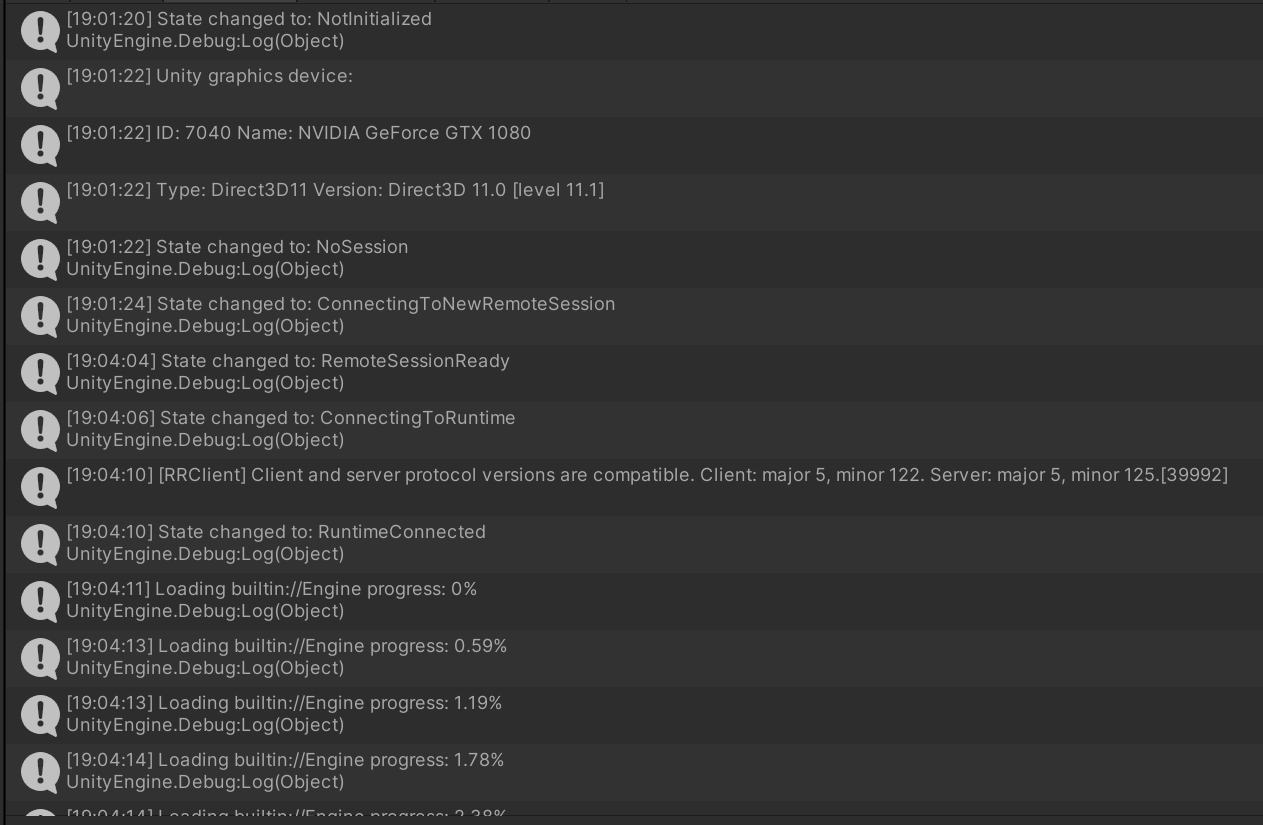 [19:01:20] State changed to: NotInitialized
UnityEngine.Debug:Log(Object)
[19:01:22] Unity graphics device:
[19:01:22] ID: 7040 Name: NVIDIA GeForce GTX 1080
[19:01:22] Type: Direct3D11 Version: Direct3D 11.0 [level 11.1]
[19:01:22] State changed to: NoSession
UnityEngine.Debug:Log(Object)
[19:01:24] State changed to: ConnectingToNewRemoteSession
UnityEngine.Debug:Log(Object)
[19:04:04] State changed to: RemoteSessionReady
UnityEngine.Debug:Log(Object)
[19:04:06] State changed to: ConnectingToRuntime
UnityEngine.Debug:Log(Object)
[19:04:10] [RRClient] Client and server protocol versions are compatible. Client: major 5, minor 122. Server: major 5, minor 125.[39992]
[19:04:10] State changed to: RuntimeConnected
UnityEngine.Debug:Log(Object)
[19:04:11] Loading builtin://Engine progress: 0%
UnityEngine.Debug:Log(Object)
[19:04:13] Loading builtin://Engine progress: 0.59%
UnityEngine.Debug:Log(Object)
[19:04:13] Loading builtin://Engine progress: 1.19%
UnityEngine.Debug:Log(Object)
[19:04:14] Loading builtin://Engine progress: 1.78%
UnityEngine.Debug:Log(Object)
[19:04:14] Loading builtin://Engine progress: 2.38%